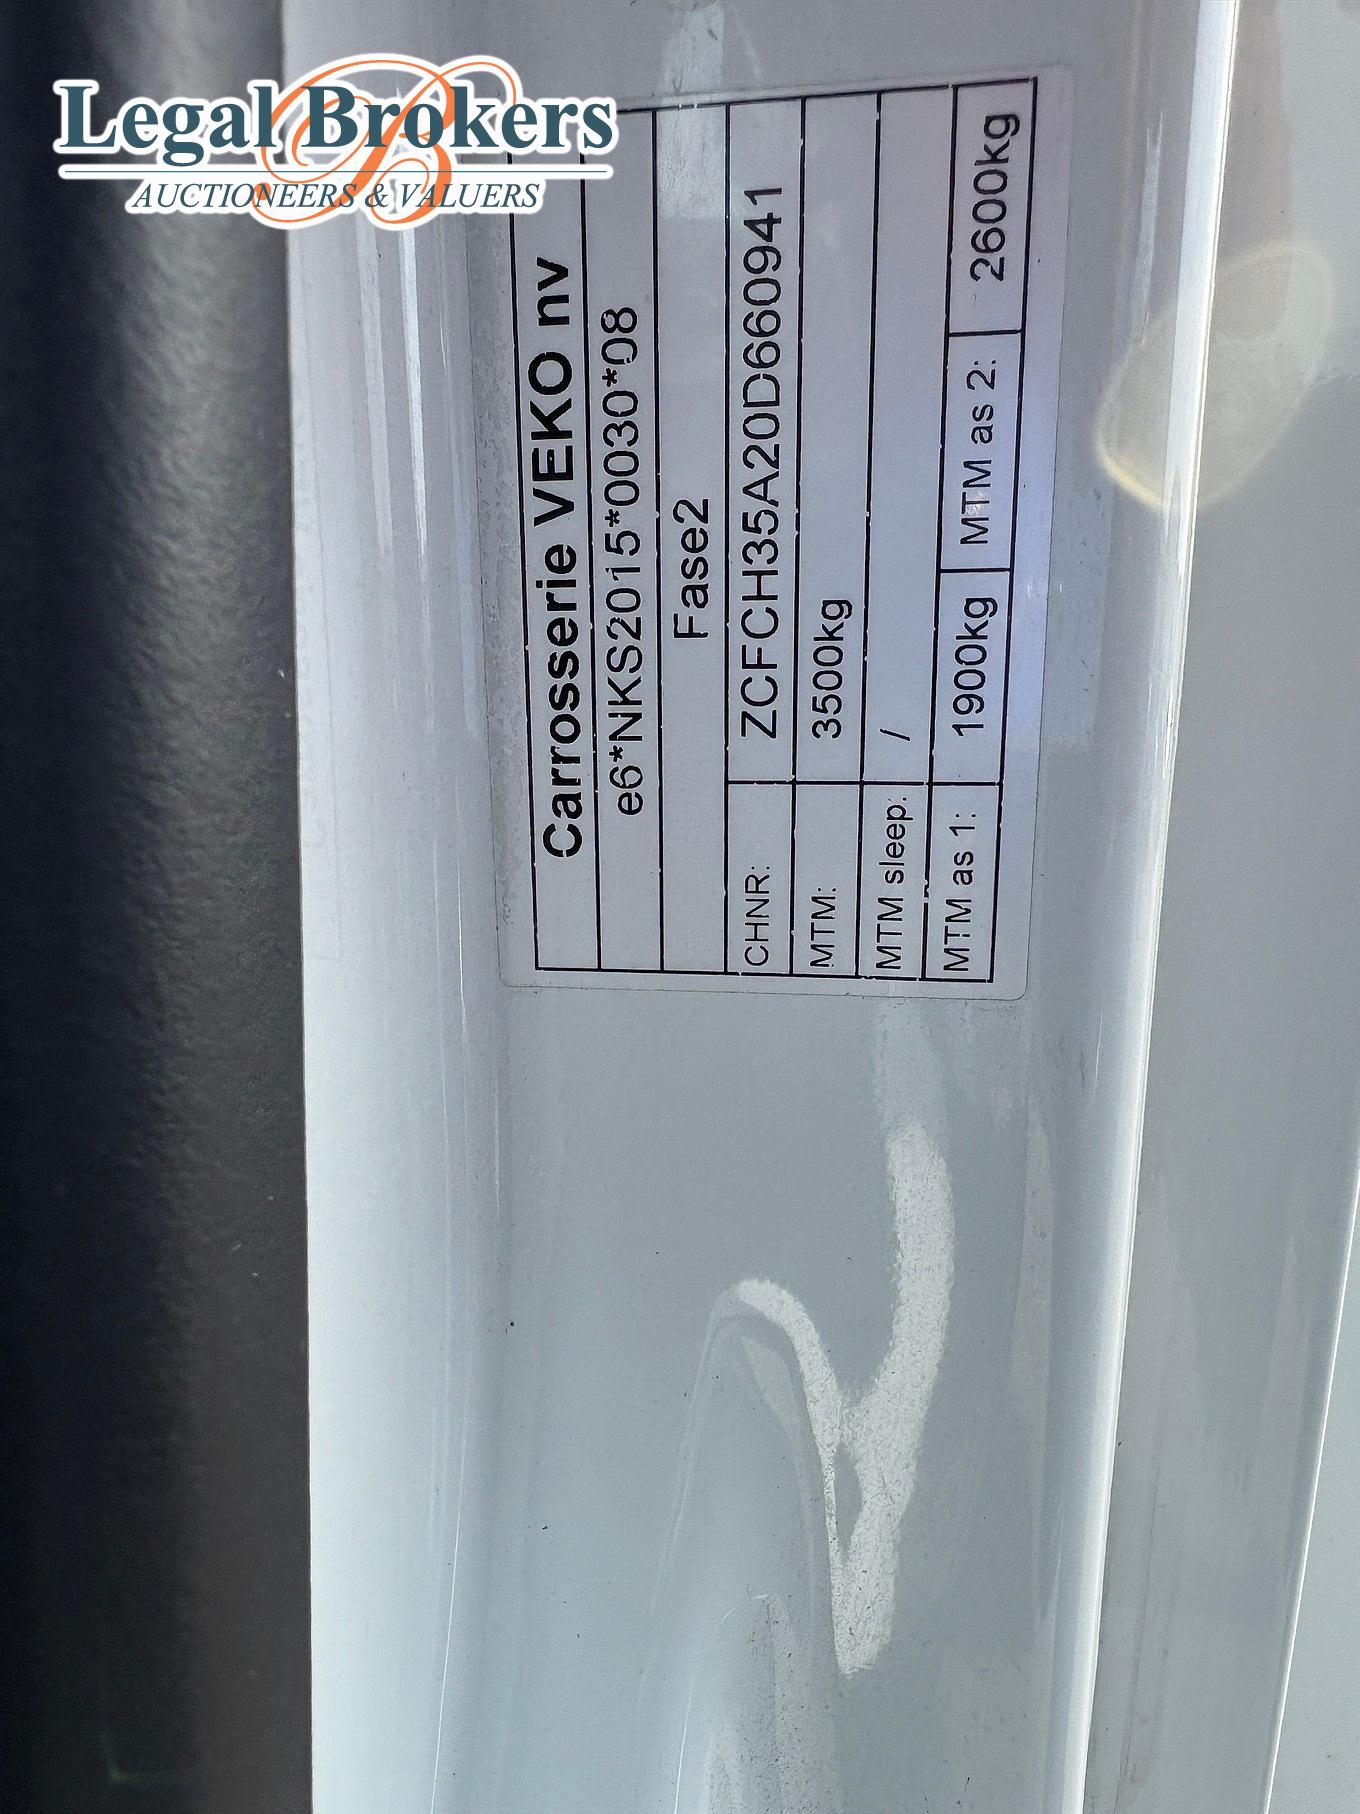 Legal Brokers
AUCTIONEERS & VALUERS
Carrosserie VEKO nv
e6*NKS2015*0030*08
Fase2
CHNR: ZCFCH35A20D660941
MTM: 3500kg
MTM sleep: /
MTM as 1: 1900kg MTM as 2: 2600kg